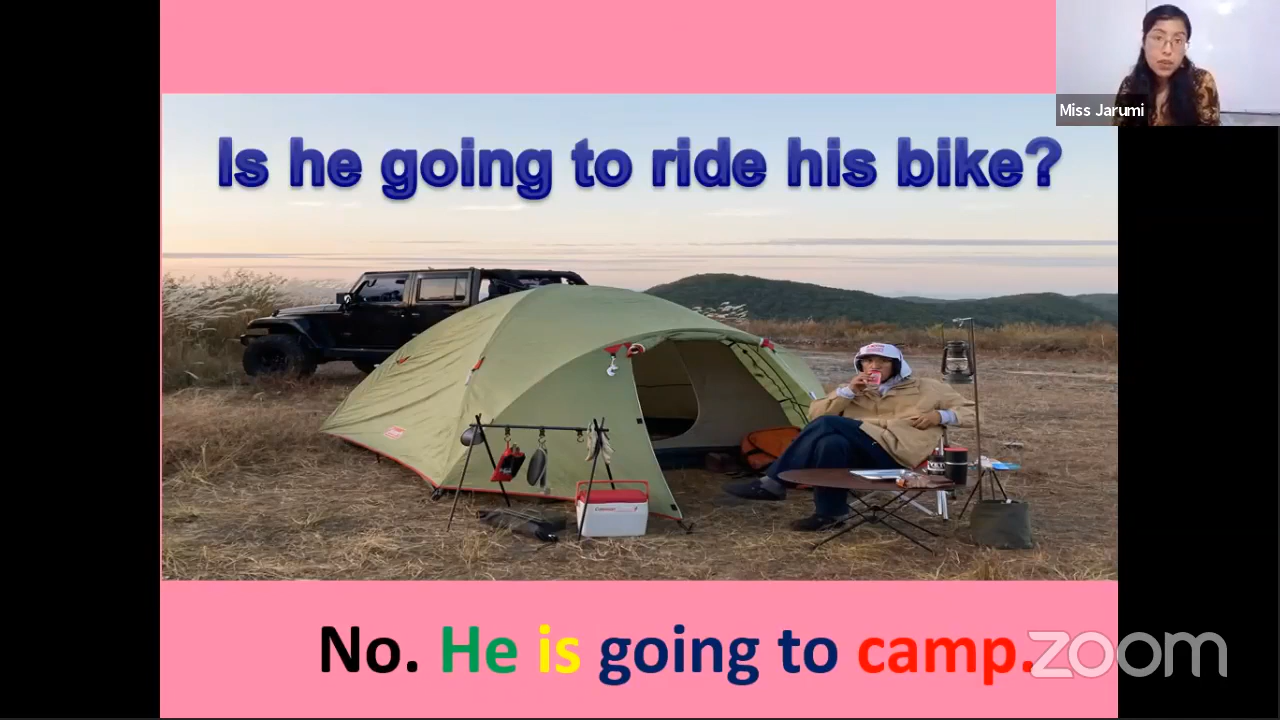 Miss Jarumi
Is he going to ride his bike?
No. He is going to camp.
zoom